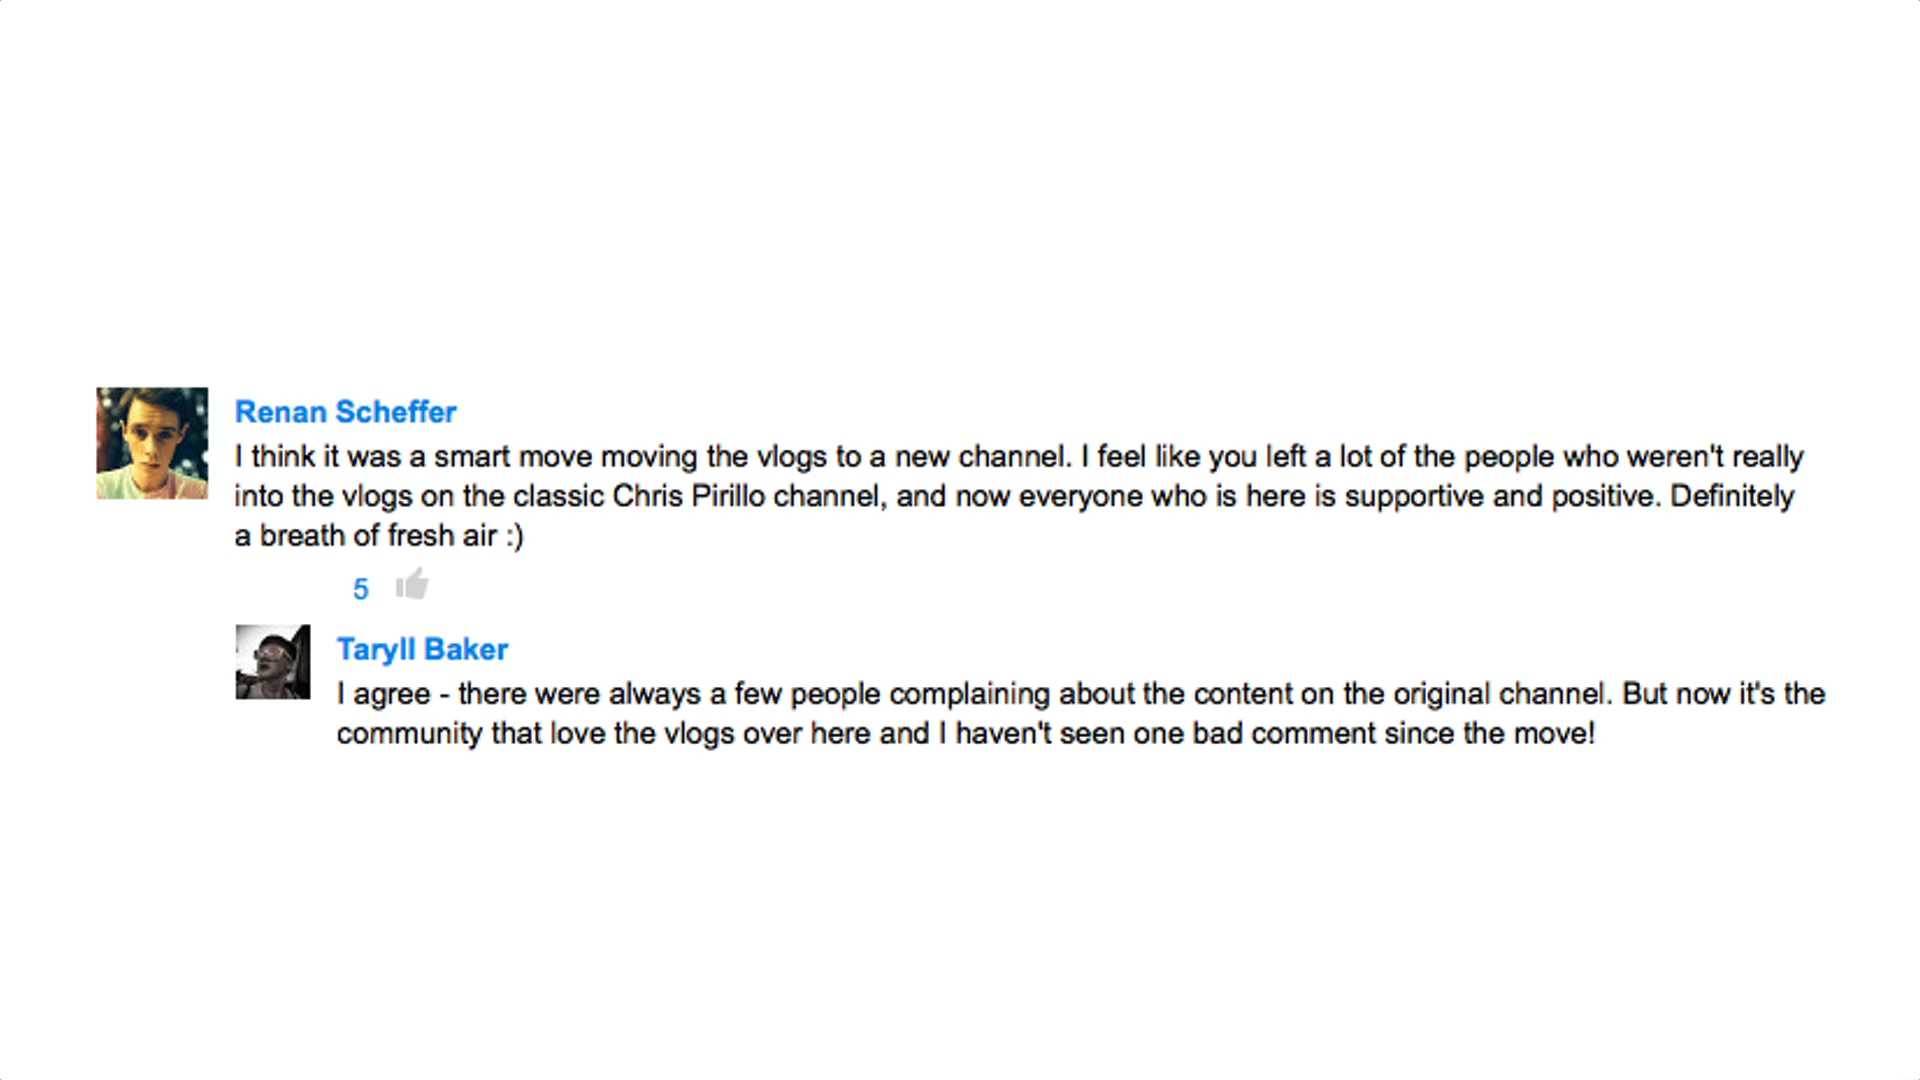 Renan Scheffer
I think it was a smart move moving the vlogs to a new channel. I feel like you left a lot of the people who weren't really
into the vlogs on the classic Chris Pirillo channel, and now everyone who is here is supportive and positive. Definitely
a breath of fresh air :)
5
Taryll Baker
I agree - there were always a few people complaining about the content on the original channel. But now it's the
community that love the vlogs over here and I haven't seen one bad comment since the move!